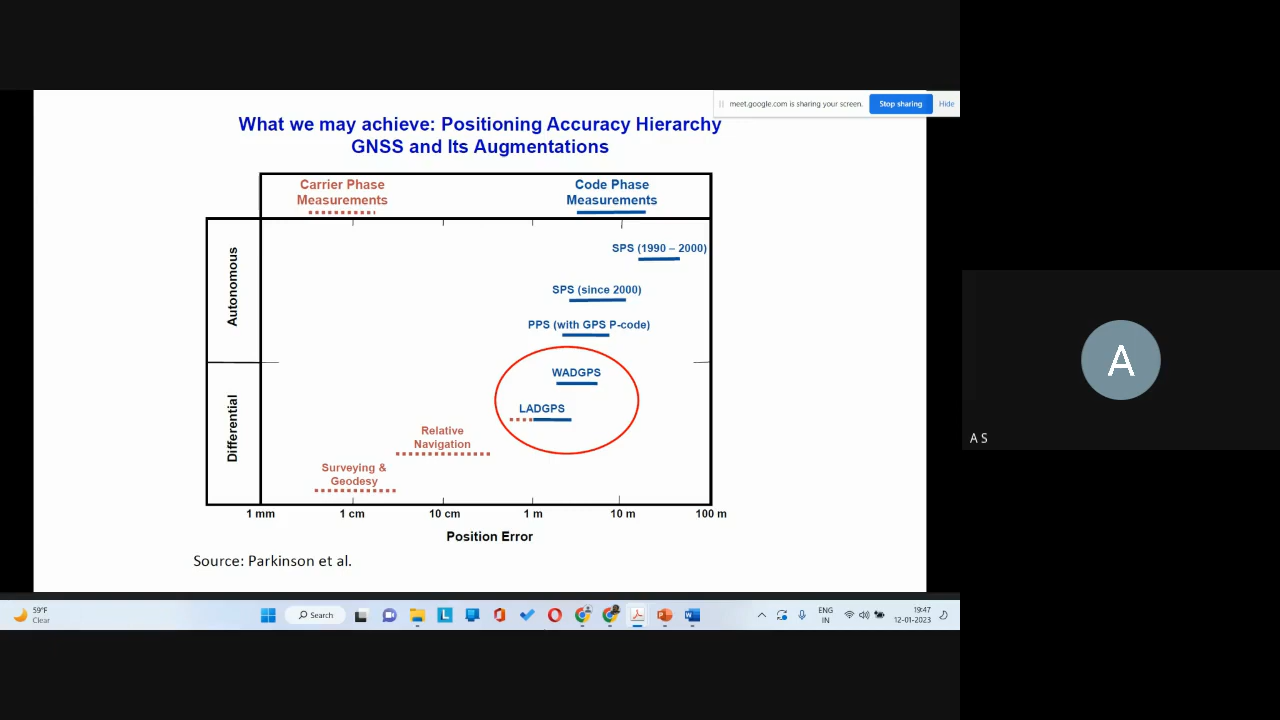 meet.google.com is sharing your screen.
Stop sharing
Hide
What we may achieve: Positioning Accuracy Hierarchy
GNSS and Its Augmentations
Carrier Phase
Measurements
Code Phase
Measurements
Autonomous
SPS (1990 – 2000)
SPS (since 2000)
PPS (with GPS P-code)
Differential
WADGPS
LADGPS
Relative
Navigation
Surveying &
Geodesy
1 mm 1 cm 10 cm 1 m 10 m 100 m
Position Error
Source: Parkinson et al.
A
A S
59°F
Clear
Search
ENG
IN
19:47
12-01-2023